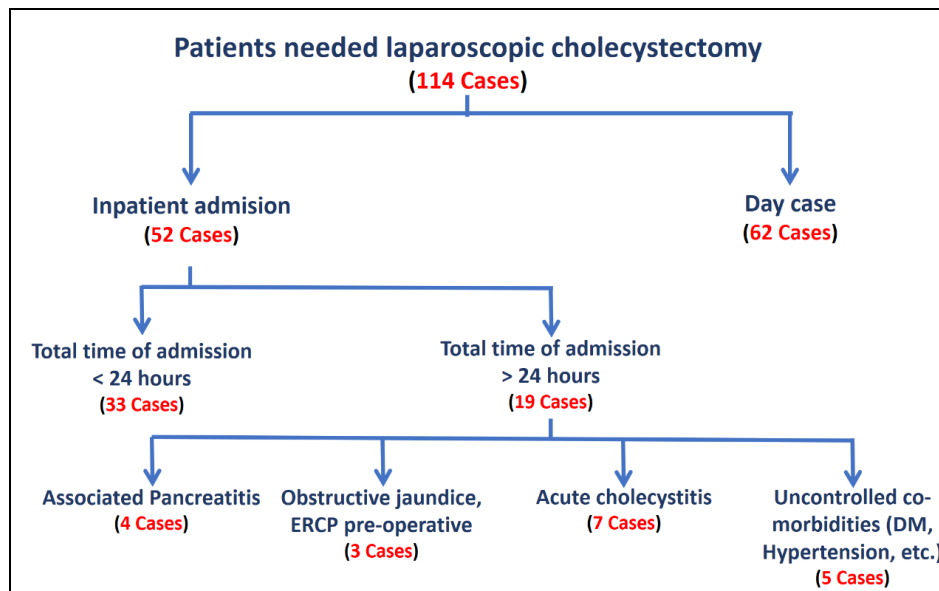 Patients needed laparoscopic cholecystectomy
(114 Cases)
Inpatient admision
(52 Cases)
Day case
(62 Cases)
Total time of admission
< 24 hours
(33 Cases)
Total time of admission
> 24 hours
(19 Cases)
Associated Pancreatitis
(4 Cases)
Obstructive jaundice,
ERCP pre-operative
(3 Cases)
Acute cholecystitis
(7 Cases)
Uncontrolled co-
morbidities (DM,
Hypertension, etc.)
(5 Cases)